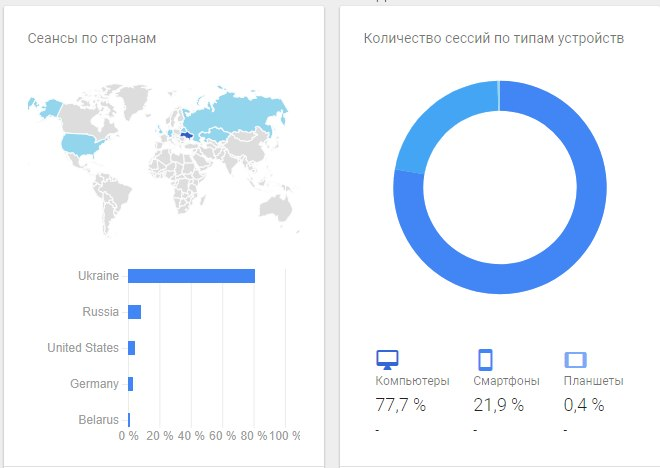 Сеансы по странам
Ukraine
Russia
United States
Germany
Belarus
0 % 20 % 40 % 60 % 80 % 100 %
Количество сессий по типам устройств
Компьютеры Смартфоны Планшеты
77,7 % 21,9 % 0,4 %
- - -